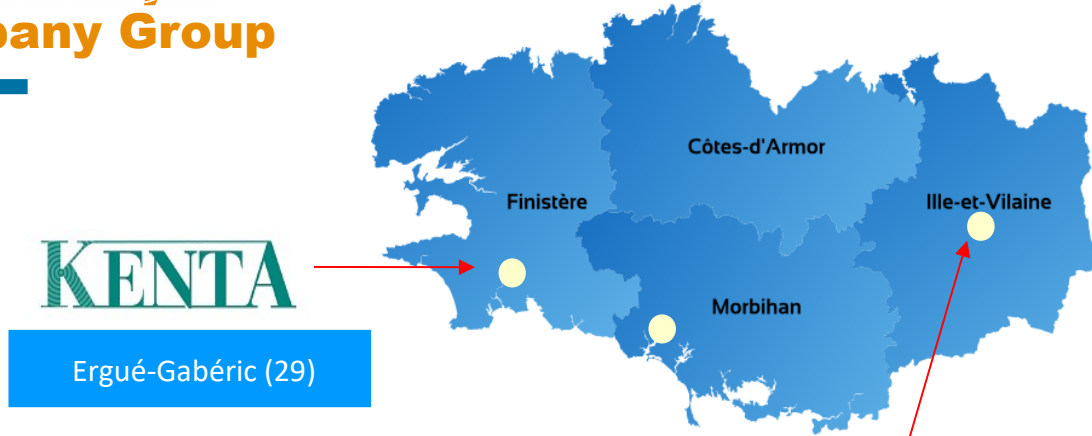 pany Group
Côtes-d'Armor
Finistère
Ille-et-Vilaine
KENTA
Morbihan
Ergué-Gabéric (29)